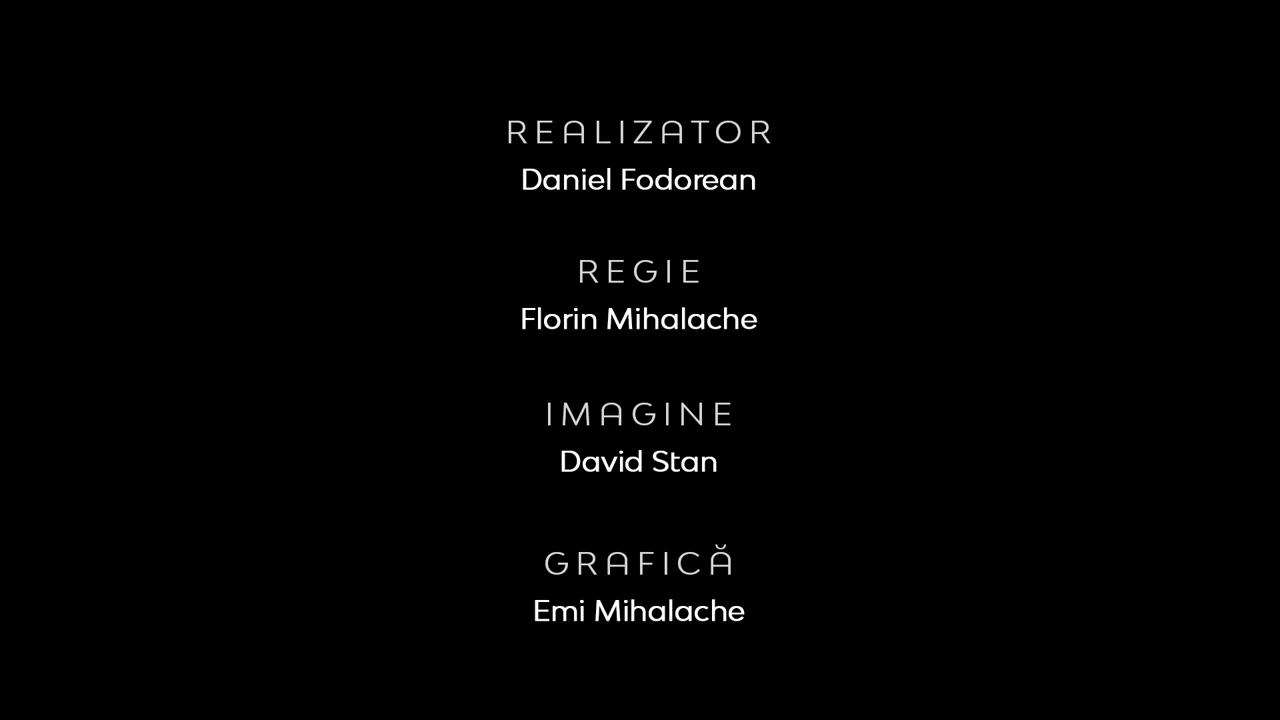 REALIZATOR
Daniel Fodorean
REGIE
Florin Mihalache
IMAGINE
David Stan
GRAFICĂ
Emi Mihalache